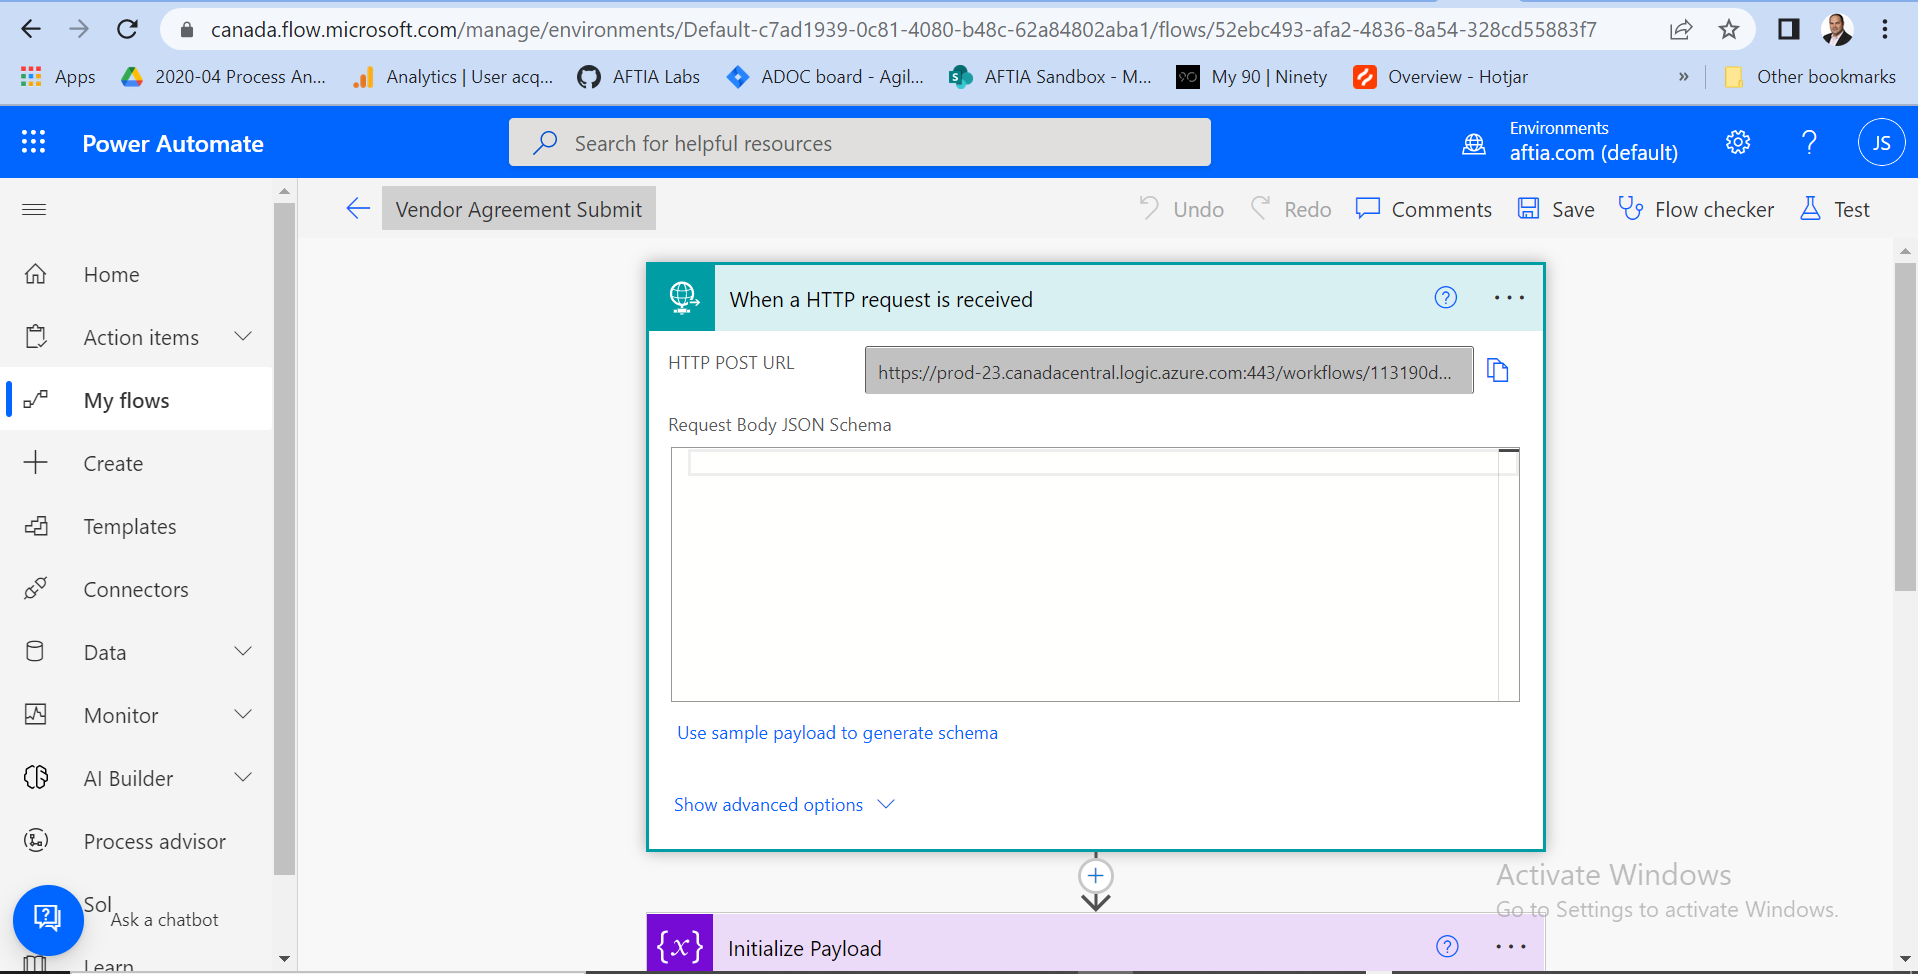 canada.flow.microsoft.com/manage/environments/Default-c7ad1939-0c81-4080-b48c-62a84802aba1/flows/52ebc493-afa2-4836-8a54-328cd55883f7
Apps 2020-04 Process An... Analytics | User acq... AFTIA Labs ADOC board - Agil... AFTIA Sandbox - M... My 90 | Ninety Overview - Hotjar » Other bookmarks
Power Automate
Search for helpful resources
Environments
aftia.com (default)
?
JS
Vendor Agreement Submit
Undo Redo Comments Save Flow checker Test
Home
Action items
My flows
Create
Templates
Connectors
Data
Monitor
AI Builder
Process advisor
Sol
Ask a chatbot
Learn
When a HTTP request is received
HTTP POST URL
https://prod-23.canadacentral.logic.azure.com:443/workflows/113190d...
Request Body JSON Schema
Use sample payload to generate schema
Show advanced options
{x} Initialize Payload
Activate Windows
Go to Settings to activate Windows.